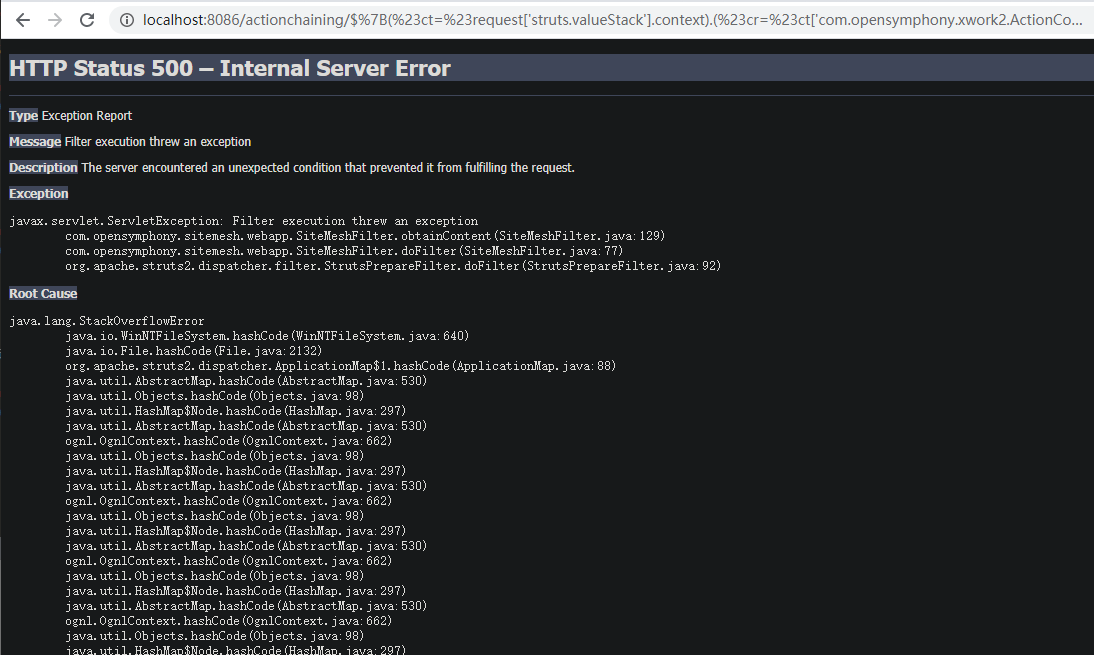 localhost:8086/actionchaining/$%7B(%23ct=%23request['struts.valueStack'].context).(%23cr=%23ct['com.opensymphony.xwork2.ActionCo...
HTTP Status 500 – Internal Server Error
Type Exception Report
Message Filter execution threw an exception
Description The server encountered an unexpected condition that prevented it from fulfilling the request.
Exception
javax.servlet.ServletException: Filter execution threw an exception
com.opensymphony.sitemesh.webapp.SiteMeshFilter.obtainContent(SiteMeshFilter.java:129)
com.opensymphony.sitemesh.webapp.SiteMeshFilter.doFilter(SiteMeshFilter.java:77)
org.apache.struts2.dispatcher.filter.StrutsPrepareFilter.doFilter(StrutsPrepareFilter.java:92)
Root Cause
java.lang.StackOverflowError
java.io.WinNTFileSystem.hashCode(WinNTFileSystem.java:640)
java.io.File.hashCode(File.java:2132)
org.apache.struts2.dispatcher.ApplicationMap$1.hashCode(ApplicationMap.java:88)
java.util.AbstractMap.hashCode(AbstractMap.java:530)
java.util.Objects.hashCode(Objects.java:98)
java.util.HashMap$Node.hashCode(HashMap.java:297)
java.util.AbstractMap.hashCode(AbstractMap.java:530)
ognl.OgnlContext.hashCode(OgnlContext.java:662)
java.util.Objects.hashCode(Objects.java:98)
java.util.HashMap$Node.hashCode(HashMap.java:297)
java.util.AbstractMap.hashCode(AbstractMap.java:530)
ognl.OgnlContext.hashCode(OgnlContext.java:662)
java.util.Objects.hashCode(Objects.java:98)
java.util.HashMap$Node.hashCode(HashMap.java:297)
java.util.AbstractMap.hashCode(AbstractMap.java:530)
ognl.OgnlContext.hashCode(OgnlContext.java:662)
java.util.Objects.hashCode(Objects.java:98)
java.util.HashMap$Node.hashCode(HashMap.java:297)
java.util.AbstractMap.hashCode(AbstractMap.java:530)
ognl.OgnlContext.hashCode(OgnlContext.java:662)
java.util.Objects.hashCode(Objects.java:98)
java.util.HashMap$Node.hashCode(HashMap.java:297)